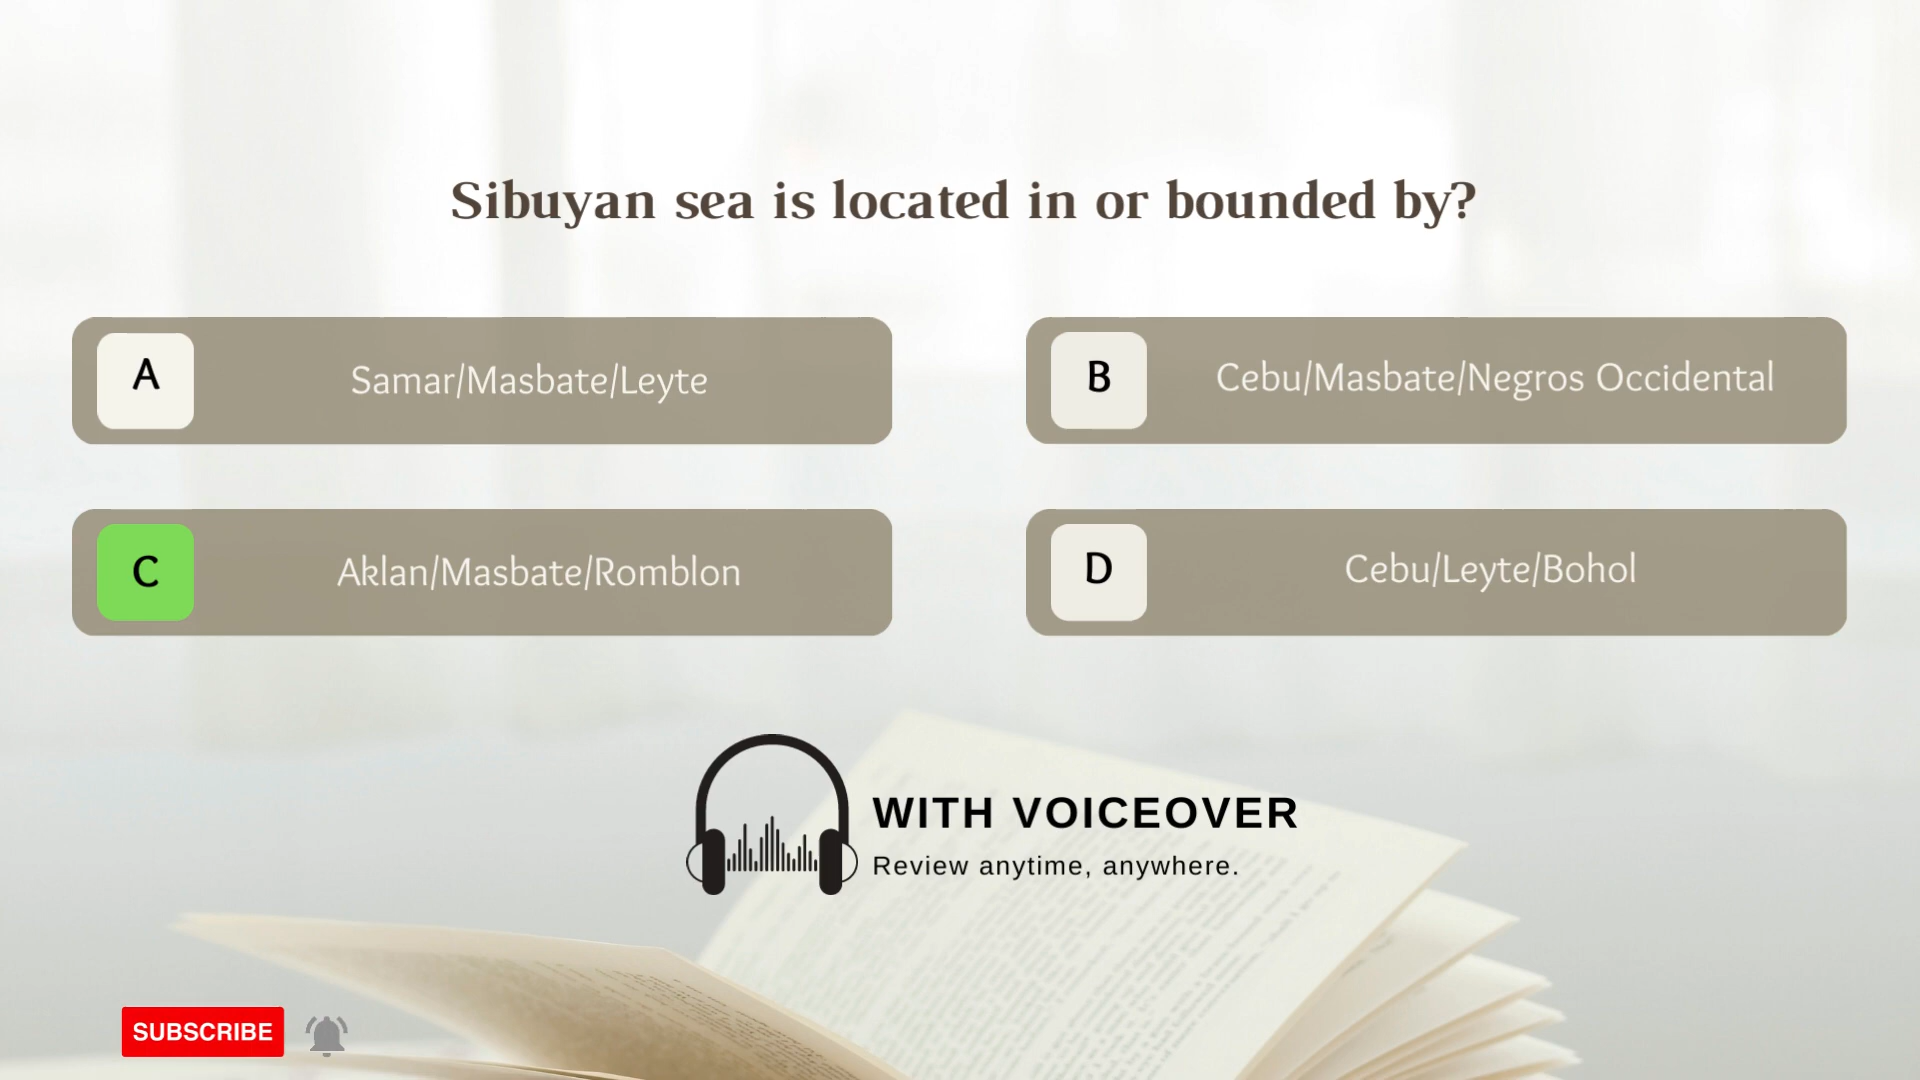 Sibuyan sea is located in or bounded by?
A
Samar/Masbate/Leyte
B
Cebu/Masbate/Negros Occidental
C
Aklan/Masbate/Romblon
D
Cebu/Leyte/Bohol
WITH VOICEOVER
Review anytime, anywhere.
SUBSCRIBE